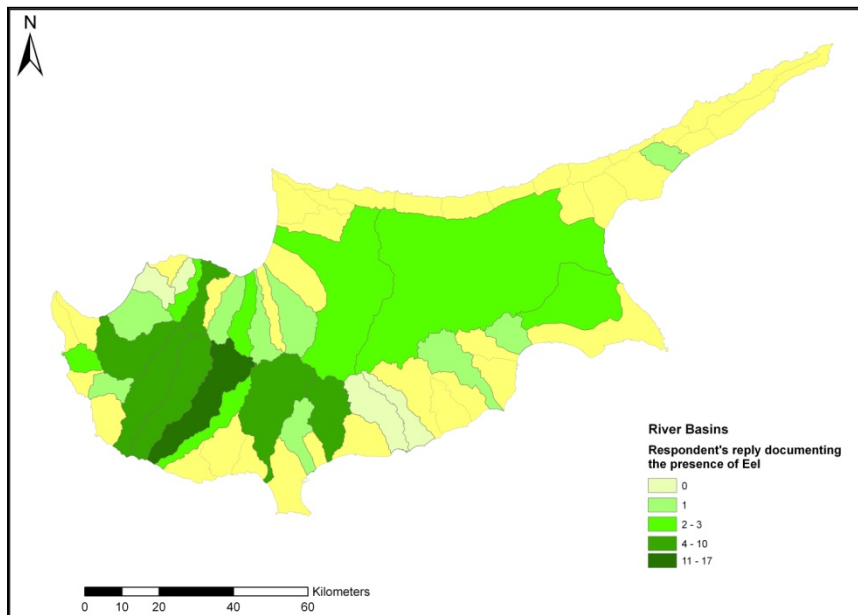 N
River Basins
Respondent's reply documenting
the presence of Eel
0
1
2 - 3
4 - 10
11 - 17
Kilometers
0 10 20 40 60